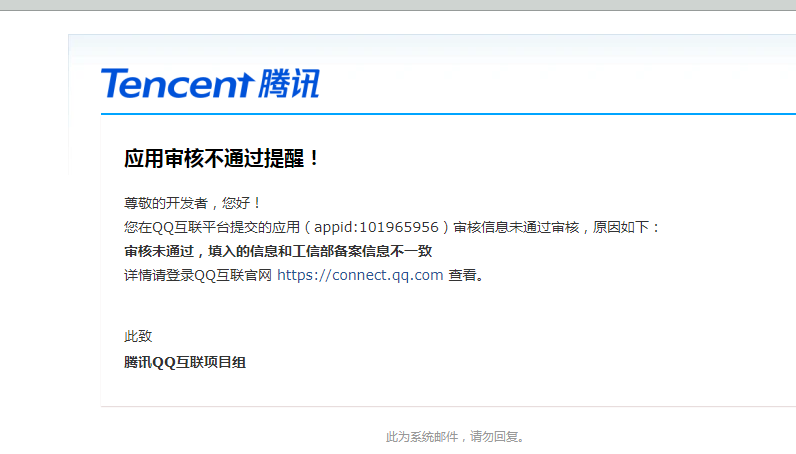 Tencent 腾讯
应用审核不通过提醒！
尊敬的开发者，您好！
您在QQ互联平台提交的应用（appid:101965956）审核信息未通过审核，原因如下：
审核未通过，填入的信息和工信部备案信息不一致
详情请登录QQ互联官网 https://connect.qq.com 查看。
此致
腾讯QQ互联项目组
此为系统邮件，请勿回复。